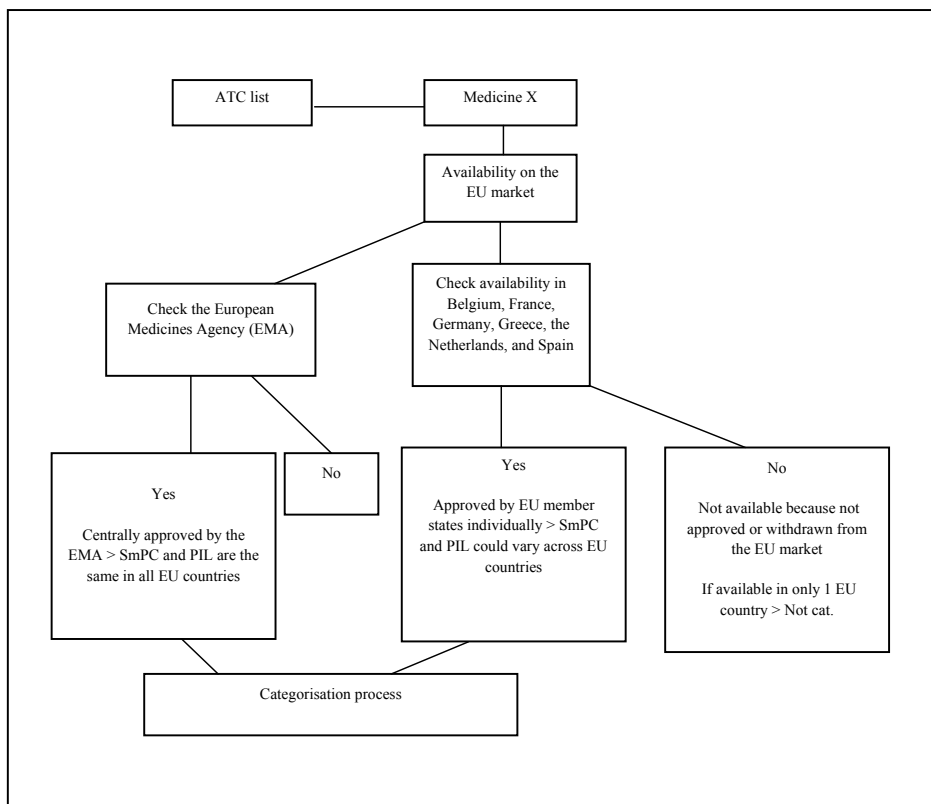 ATC list
Medicine X
Availability on the
EU market
Check the European
Medicines Agency (EMA)
Check availability in
Belgium, France,
Germany, Greece, the
Netherlands, and Spain
Yes
Centrally approved by the
EMA > SmPC and PIL are the
same in all EU countries
No
Yes
Approved by EU member
states individually > SmPC
and PIL could vary across EU
countries
No
Not available because not
approved or withdrawn from
the EU market
If available in only 1 EU
country > Not cat.
Categorisation process